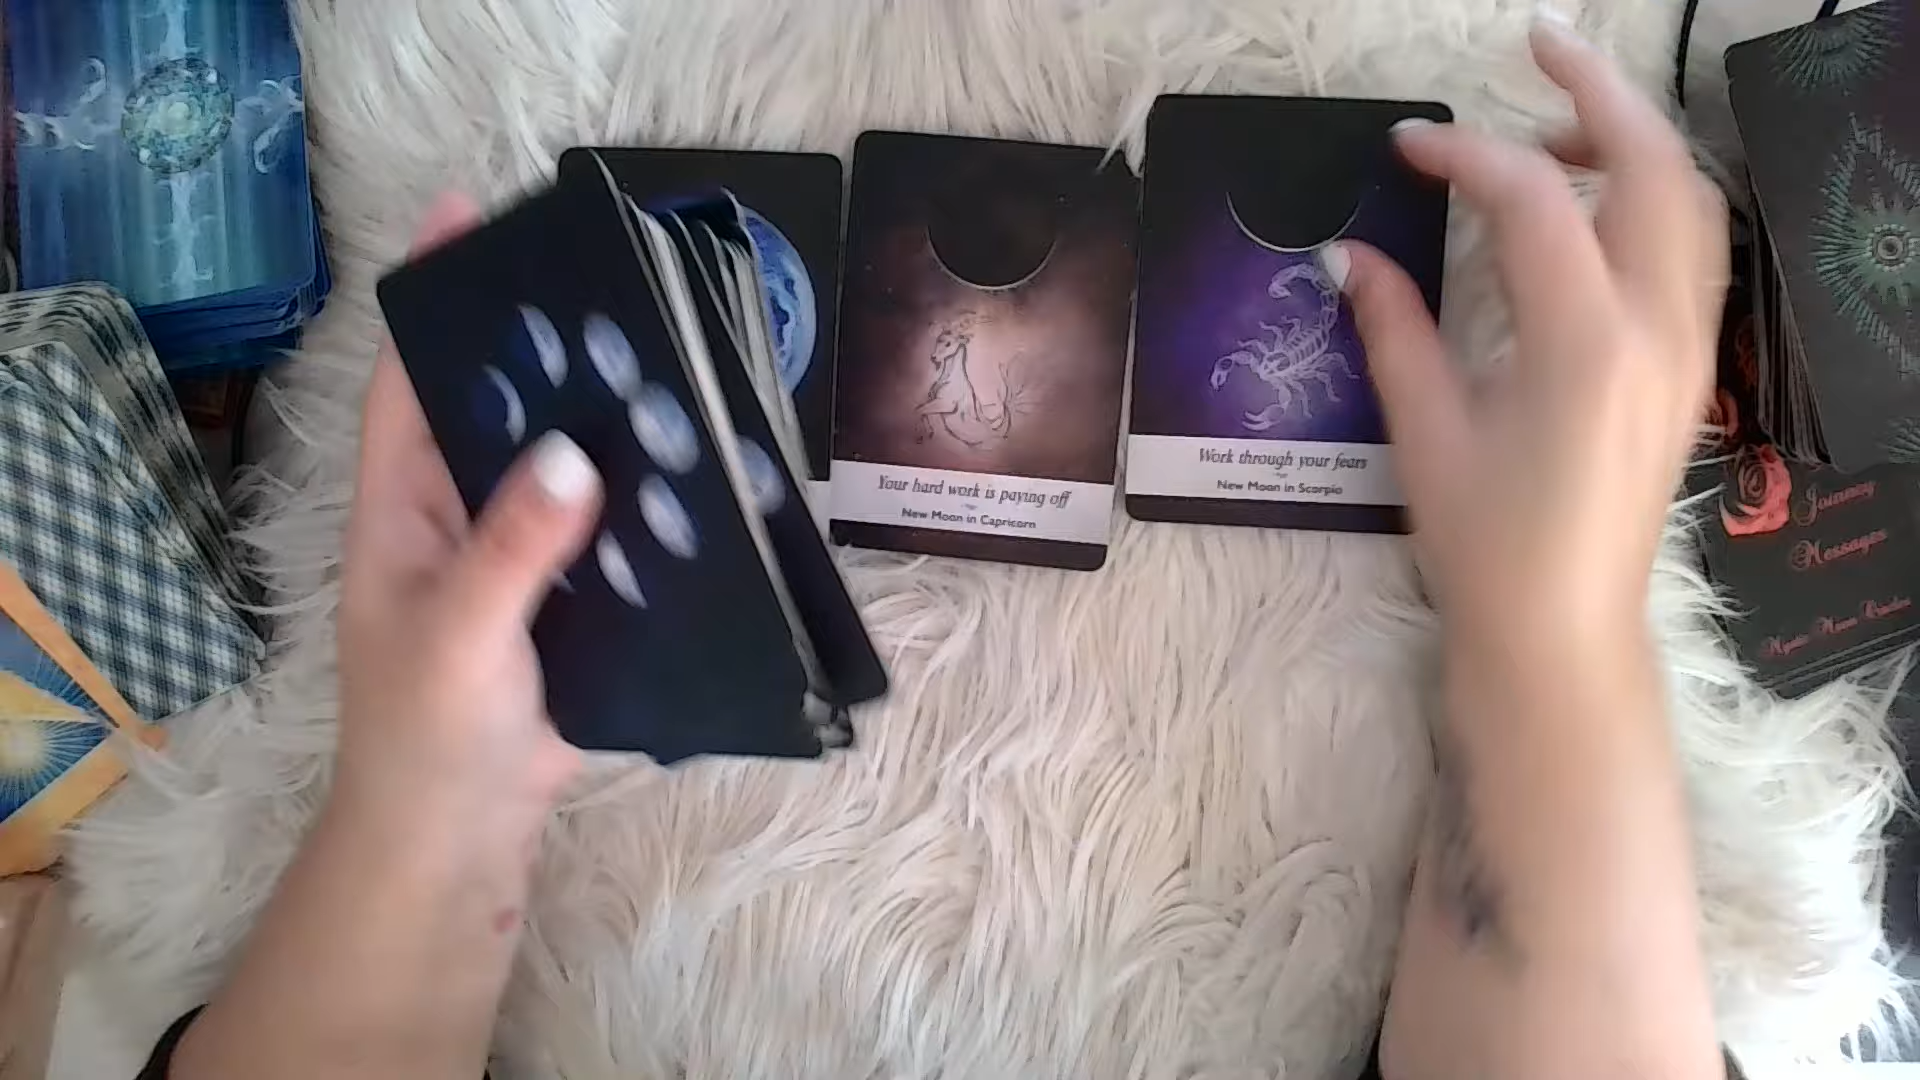 Your hard work is paying off
New Moon in Capricorn
Work through your fears
New Moon in Scorpio
Messages